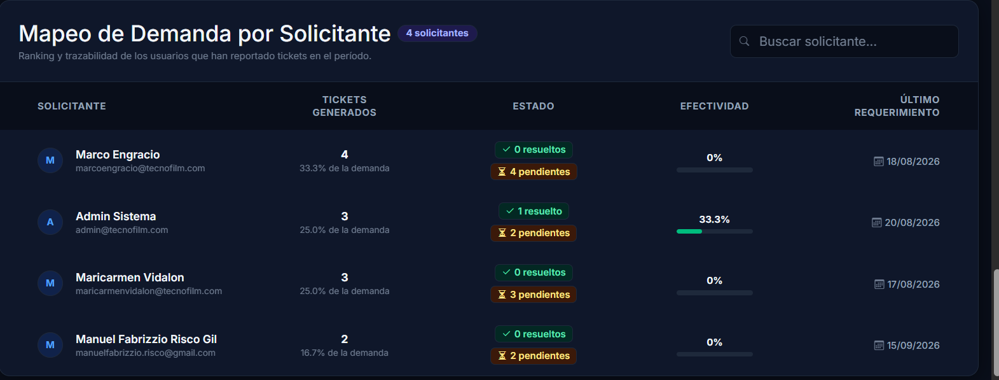 Mapeo de Demanda por Solicitante
4 solicitantes
Ranking y trazabilidad de los usuarios que han reportado tickets en el período.
Buscar solicitante...
SOLICITANTE
TICKETS
GENERADOS
ESTADO
EFECTIVIDAD
ÚLTIMO
REQUERIMIENTO
M
Marco Engracio
marcoengracio@tecnofilm.com
4
33.3% de la demanda
0 resueltos
4 pendientes
0%
18/08/2026
A
Admin Sistema
admin@tecnofilm.com
3
25.0% de la demanda
1 resuelto
2 pendientes
33.3%
20/08/2026
M
Maricarmen Vidalon
maricarmenvidalon@tecnofilm.com
3
25.0% de la demanda
0 resueltos
3 pendientes
0%
17/08/2026
M
Manuel Fabrizzio Risco Gil
manuelfabrizzio.risco@gmail.com
2
16.7% de la demanda
0 resueltos
2 pendientes
0%
15/09/2026